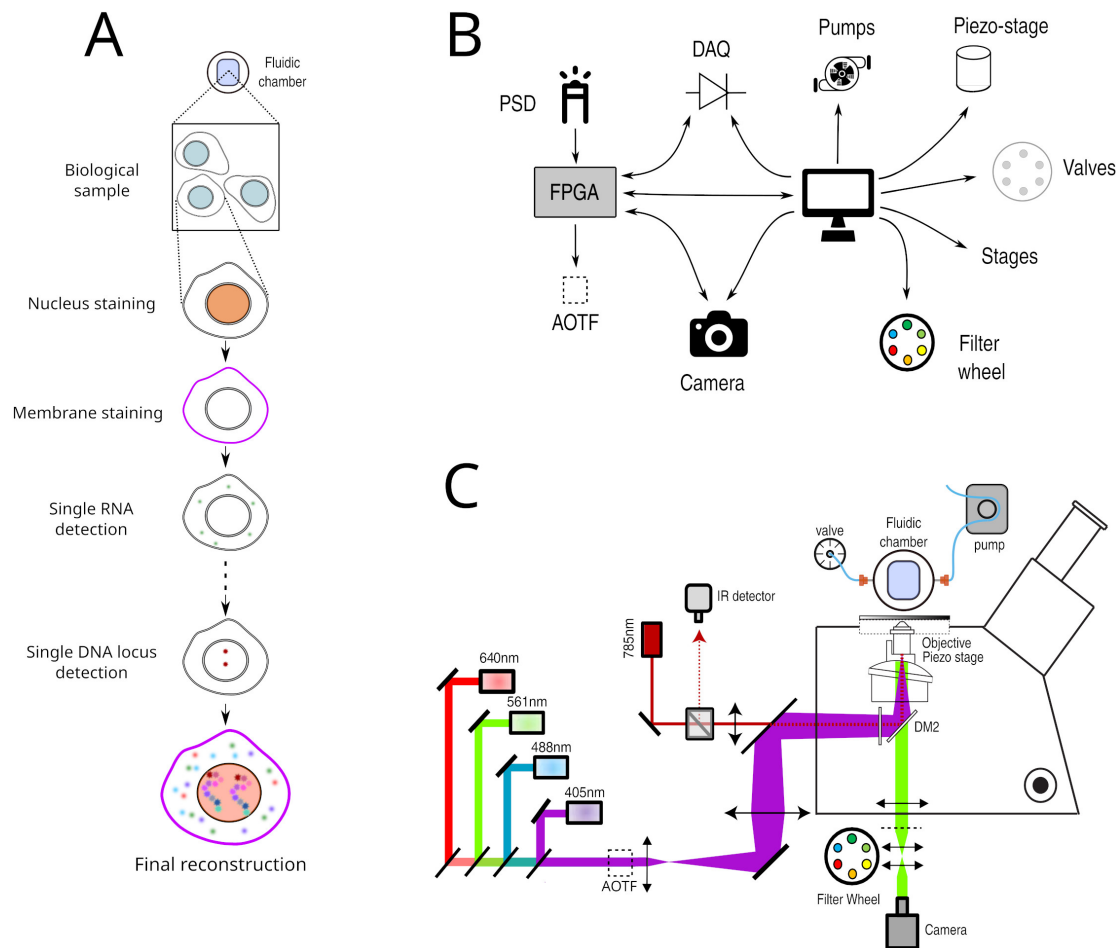 A
Fluidic
chamber
Biological
sample
Nucleus staining
Membrane staining
Single RNA
detection
Single DNA locus
detection
Final reconstruction
B
PSD
DAQ
Pumps
Piezo-stage
FPGA
Valves
Stages
AOTF
Camera
Filter
wheel
C
valve
Fluidic
chamber
pump
IR detector
785nm
Objective
Piezo stage
640nm
561nm
488nm
405nm
DM2
AOTF
Filter Wheel
Camera